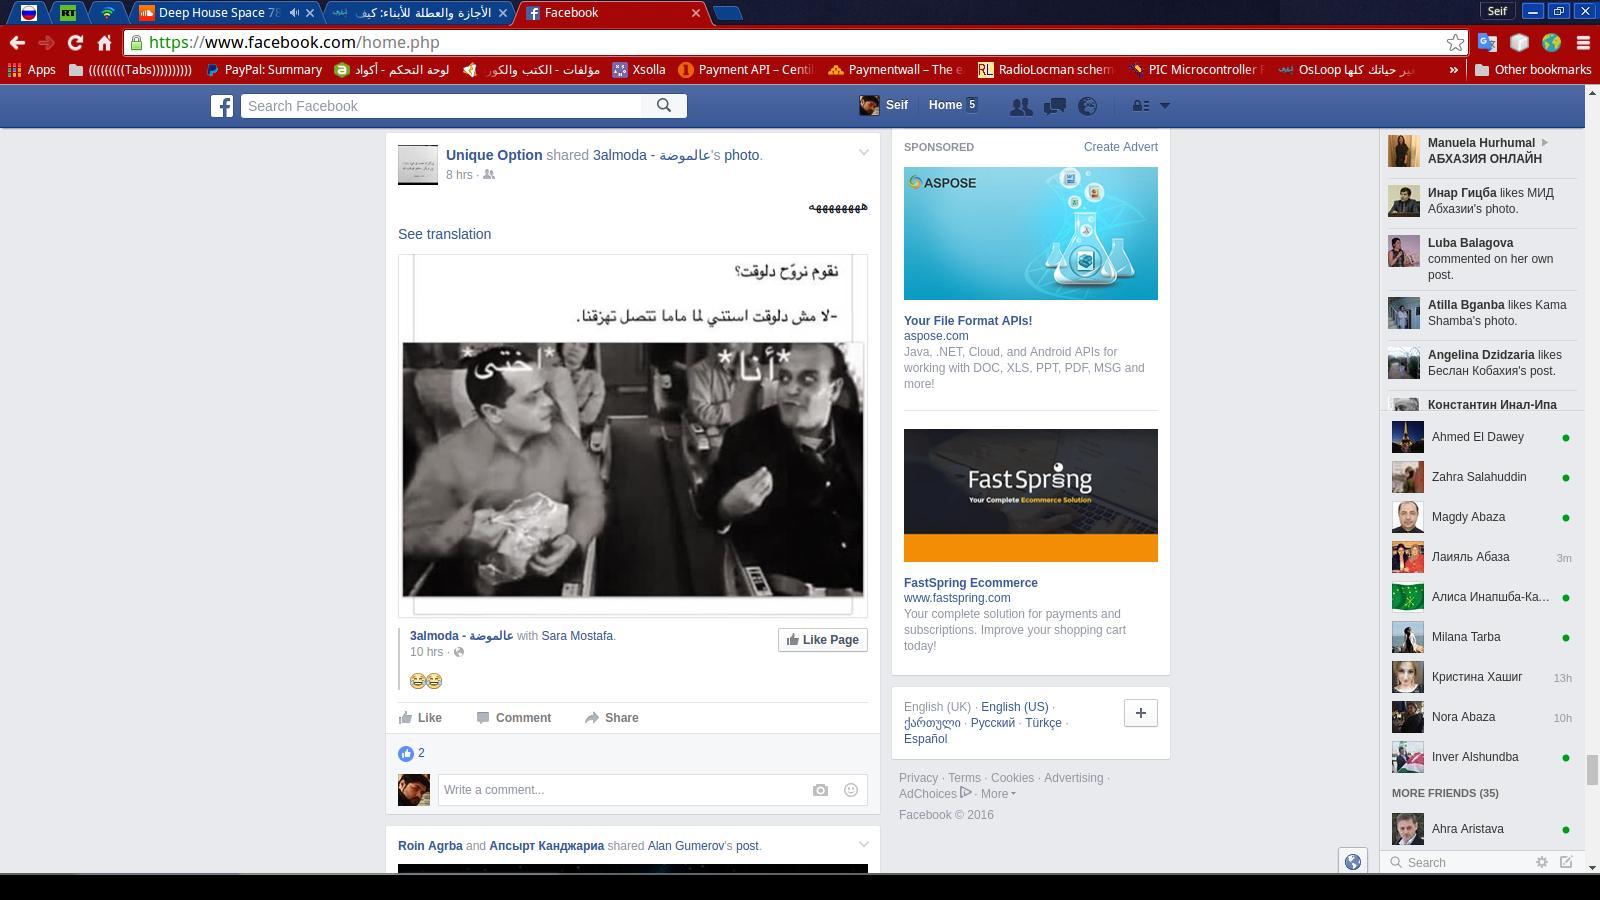 Deep House Space 78
الأجازة والعطلة للأبناء: كيف
Facebook
Seif
https://www.facebook.com/home.php
Apps
(((((((((Tabs))))))))))
PayPal: Summary
لوحة التحكم - أكواد
مؤلفات - الكتب والكور
Xsolla
Payment API – Centi
Paymentwall – The e
RadioLocman schem
PIC Microcontroller F
OsLoop غير حياتك كلها
»
Other bookmarks
Search Facebook
Seif
Home 5
Unique Option shared 3almoda - عالموضة's photo.
8 hrs ·
ههههههههه
See translation
نقوم نروّح دلوقت؟
-لا مش دلوقت استني لما ماما تتصل تهزقنا.
*اختى*
*أنا*
3almoda - عالموضة with Sara Mostafa.
10 hrs ·
😂😂
Like Page
Like
Comment
Share
2
Write a comment...
Roin Agrba and Апсырт Канджариа shared Alan Gumerov's post.
SPONSORED
Create Advert
ASPOSE
Your File Format APIs!
aspose.com
Java, .NET, Cloud, and Android APIs for
working with DOC, XLS, PPT, PDF, MSG and
more!
FastSpring
Your Complete Ecommerce Solution
FastSpring Ecommerce
www.fastspring.com
Your complete solution for payments and
subscriptions. Improve your shopping cart
today!
English (UK) · English (US) ·
ქართული · Русский · Türkçe ·
Español
Privacy · Terms · Cookies · Advertising ·
AdChoices · More
Facebook © 2016
Manuela Hurhumal
АБХАЗИЯ ОНЛАЙН
Инар Гицба likes МИД
Абхазии's photo.
Luba Balagova
commented on her own
post.
Atilla Bganba likes Kama
Shamba's photo.
Angelina Dzidzaria likes
Беслан Кобахия's post.
Константин Инал-Ипа
Ahmed El Dawey
Zahra Salahuddin
Magdy Abaza
Лаияль Абаза 3m
Алиса Инапшба-Ка...
Milana Tarba
Кристина Хашиг 13h
Nora Abaza 10h
Inver Alshundba
MORE FRIENDS (35)
Ahra Aristava
Search